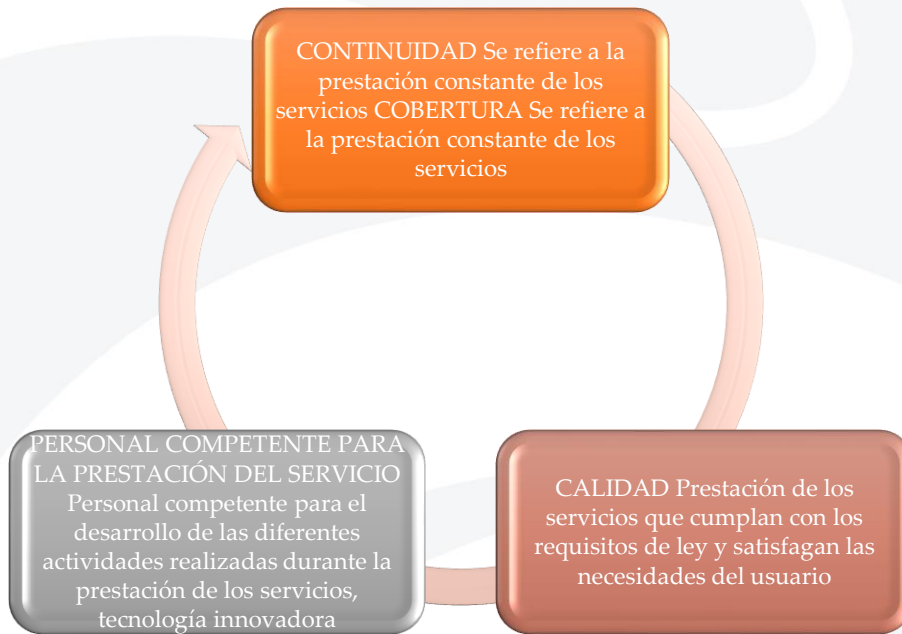 CONTINUIDAD Se refiere a la
prestación constante de los
servicios COBERTURA Se refiere a
la prestación constante de los
servicios
CALIDAD Prestación de los
servicios que cumplan con los
requisitos de ley y satisfagan las
necesidades del usuario
PERSONAL COMPETENTE PARA
LA PRESTACIÓN DEL SERVICIO
Personal competente para el
desarrollo de las diferentes
actividades realizadas durante la
prestación de los servicios,
tecnología innovadora